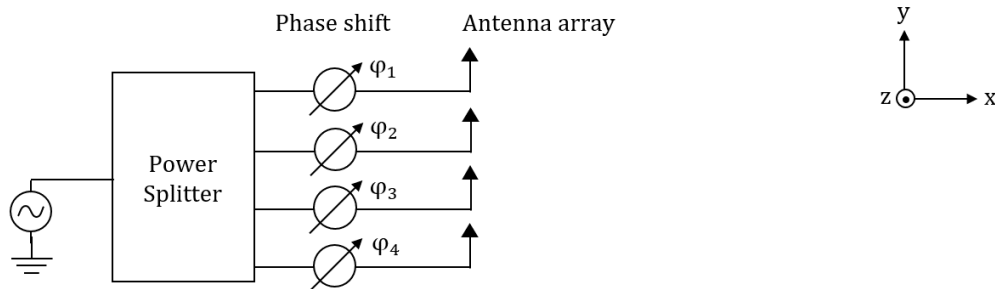 Phase shift
Antenna array
φ1
φ2
φ3
φ4
Power
Splitter
y
z
x